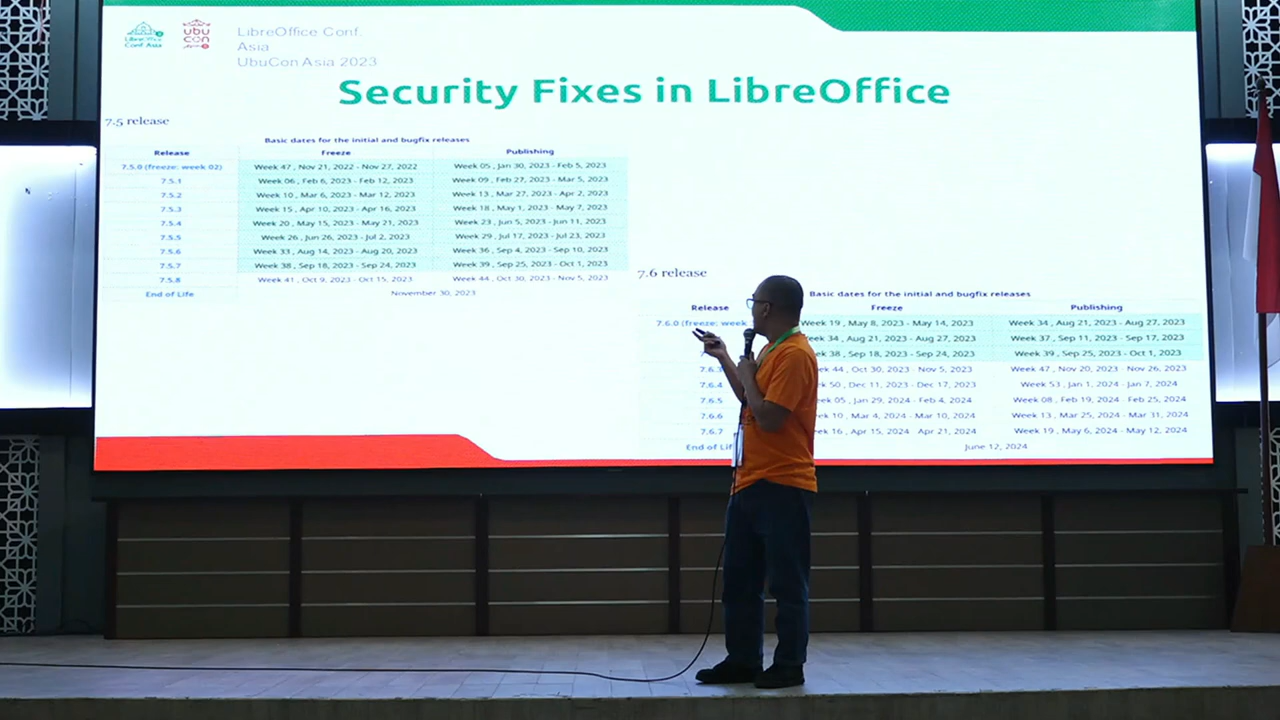 LibreOffice Conf. Asia
ubu con
LibreOffice Conf.
Asia
UbuCon Asia 2023
Security Fixes in LibreOffice
7.5 release
Basic dates for the initial and bugfix releases
Release Freeze Publishing
7.5.0 (freeze: week 02) Week 47 , Nov 21, 2022 - Nov 27, 2022 Week 05 , Jan 30, 2023 - Feb 5, 2023
7.5.1 Week 06 , Feb 6, 2023 - Feb 12, 2023 Week 09 , Feb 27, 2023 - Mar 5, 2023
7.5.2 Week 10 , Mar 6, 2023 - Mar 12, 2023 Week 13 , Mar 27, 2023 - Apr 2, 2023
7.5.3 Week 15 , Apr 10, 2023 - Apr 16, 2023 Week 18 , May 1, 2023 - May 7, 2023
7.5.4 Week 20 , May 15, 2023 - May 21, 2023 Week 23 , Jun 5, 2023 - Jun 11, 2023
7.5.5 Week 26 , Jun 26, 2023 - Jul 2, 2023 Week 29 , Jul 17, 2023 - Jul 23, 2023
7.5.6 Week 33 , Aug 14, 2023 - Aug 20, 2023 Week 36 , Sep 4, 2023 - Sep 10, 2023
7.5.7 Week 38 , Sep 18, 2023 - Sep 24, 2023 Week 39 , Sep 25, 2023 - Oct 1, 2023
7.5.8 Week 41 , Oct 9, 2023 - Oct 15, 2023 Week 44 , Oct 30, 2023 - Nov 5, 2023
End of Life November 30, 2023
7.6 release
Basic dates for the initial and bugfix releases
Release Freeze Publishing
7.6.0 (freeze: week Week 19 , May 8, 2023 - May 14, 2023 Week 34 , Aug 21, 2023 - Aug 27, 2023
34 , Aug 21, 2023 - Aug 27, 2023 Week 37 , Sep 11, 2023 - Sep 17, 2023
38 , Sep 18, 2023 - Sep 24, 2023 Week 39 , Sep 25, 2023 - Oct 1, 2023
7.6.3 44 , Oct 30, 2023 - Nov 5, 2023 Week 47 , Nov 20, 2023 - Nov 26, 2023
7.6.4 50 , Dec 11, 2023 - Dec 17, 2023 Week 53 , Jan 1, 2024 - Jan 7, 2024
7.6.5 05 , Jan 29, 2024 - Feb 4, 2024 Week 08 , Feb 19, 2024 - Feb 25, 2024
7.6.6 10 , Mar 4, 2024 - Mar 10, 2024 Week 13 , Mar 25, 2024 - Mar 31, 2024
7.6.7 16 , Apr 15, 2024 - Apr 21, 2024 Week 19 , May 6, 2024 - May 12, 2024
End of Lif June 12, 2024